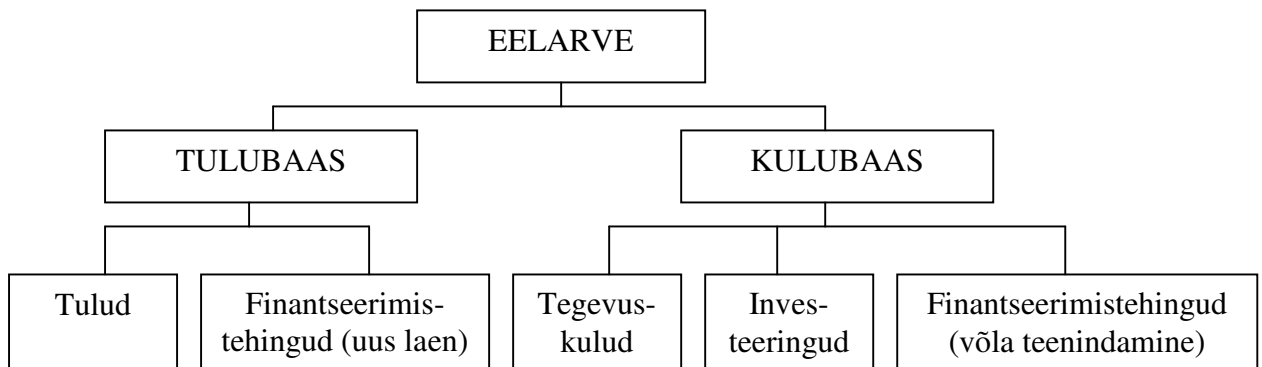 EELARVE
TULUBAAS
KULUBAAS
Tulud
Finantseerimis-
tehingud (uus laen)
Tegevus-
kulud
Inves-
teeringud
Finantseerimistehingud
(võla teenindamine)